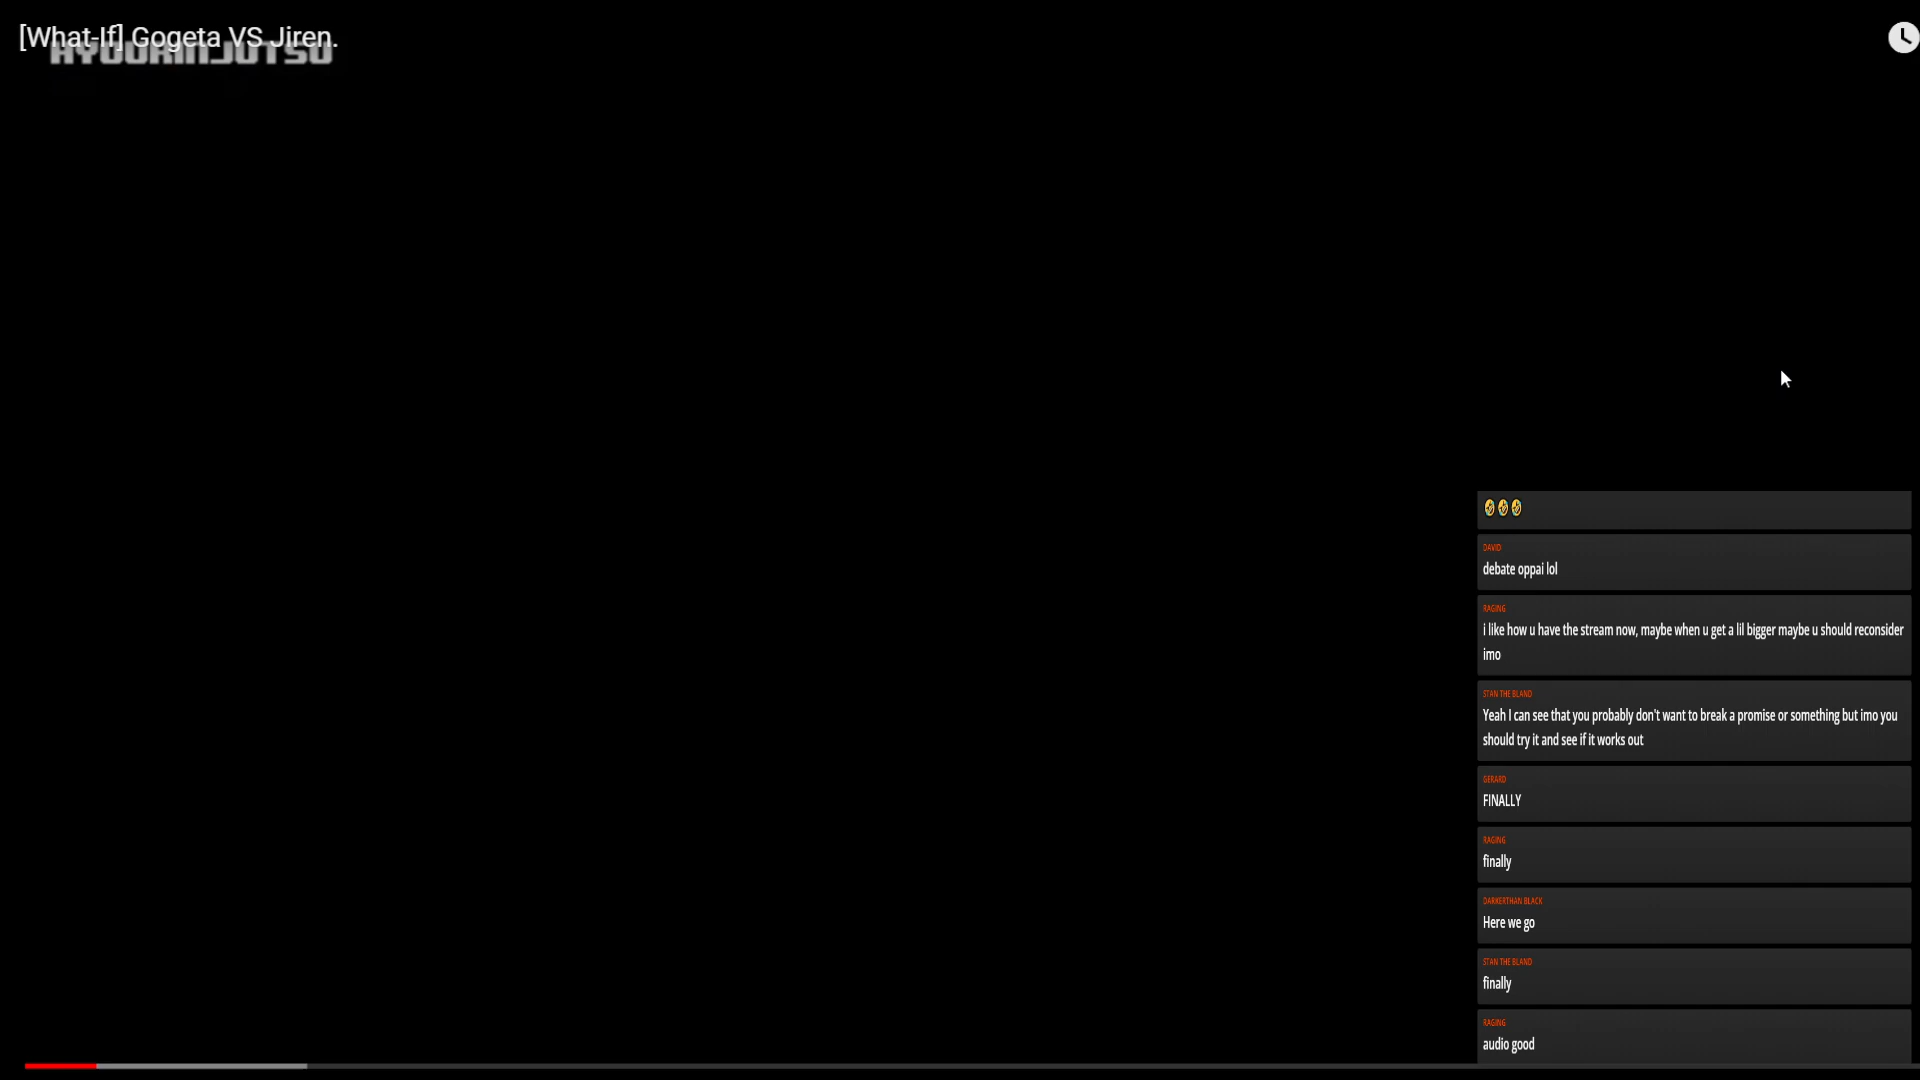 [What-If] Gogeta VS Jiren.
HYUURINJUTSU
🤣🤣🤣
DAVID
debate oppai lol
RAGING
i like how u have the stream now, maybe when u get a lil bigger maybe u should reconsider
imo
STAN THE BLAND
Yeah I can see that you probably don't want to break a promise or something but imo you
should try it and see if it works out
GERARD
FINALLY
RAGING
finally
DARKERTHAN BLACK
Here we go
STAN THE BLAND
finally
RAGING
audio good